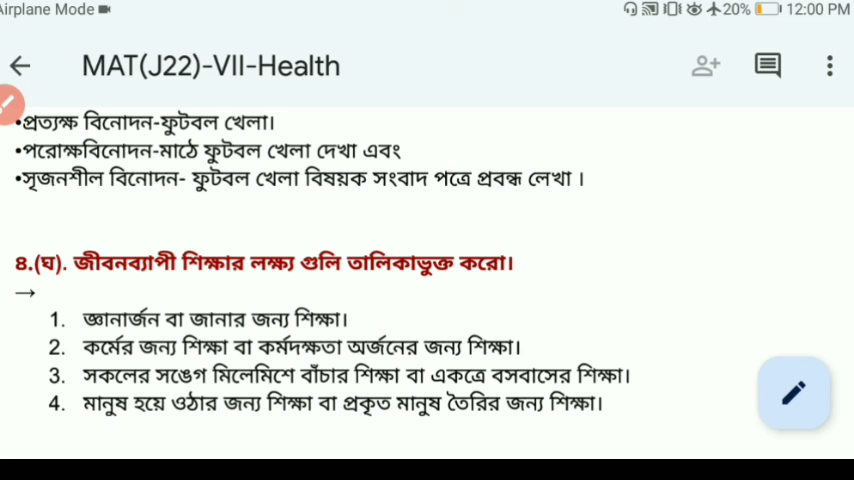 Airplane Mode
20% 12:00 PM
MAT(J22)-VII-Health
•প্রত্যক্ষ বিনোদন-ফুটবল খেলা।
•পরোক্ষবিনোদন-মাঠে ফুটবল খেলা দেখা এবং
•সৃজনশীল বিনোদন- ফুটবল খেলা বিষয়ক সংবাদ পত্রে প্রবন্ধ লেখা ।
৪.(ঘ). জীবনব্যাপী শিক্ষার লক্ষ্য গুলি তালিকাভুক্ত করো।
→
1. জ্ঞানার্জন বা জানার জন্য শিক্ষা।
2. কর্মের জন্য শিক্ষা বা কর্মদক্ষতা অর্জনের জন্য শিক্ষা।
3. সকলের সঙ্গে মিলেমিশে বাঁচার শিক্ষা বা একত্রে বসবাসের শিক্ষা।
4. মানুষ হয়ে ওঠার জন্য শিক্ষা বা প্রকৃত মানুষ তৈরির জন্য শিক্ষা।